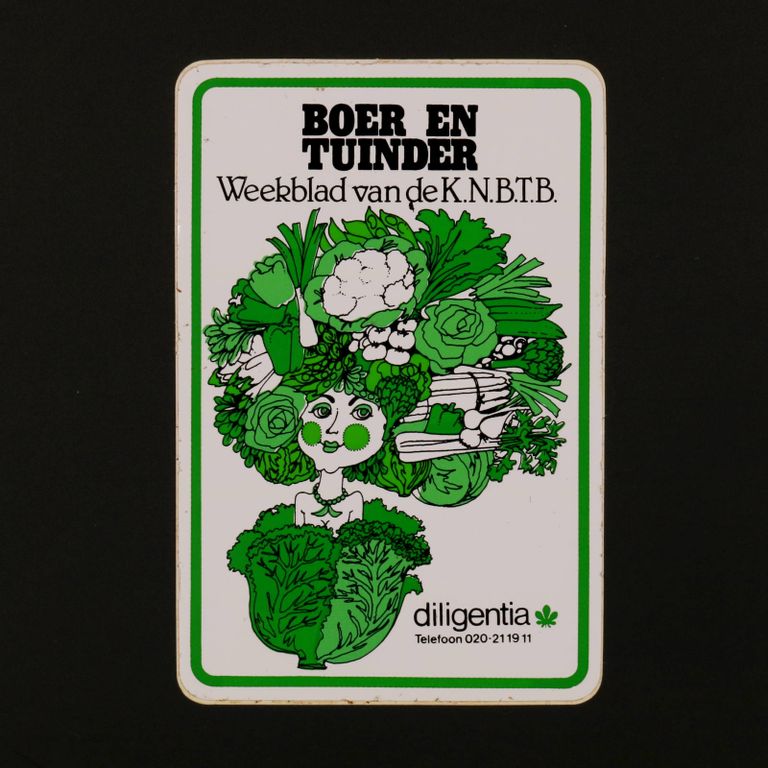 BOER EN
TUINDER
Weekblad van de K.N.B.T.B.
diligentia
Telefoon 020-21 19 11